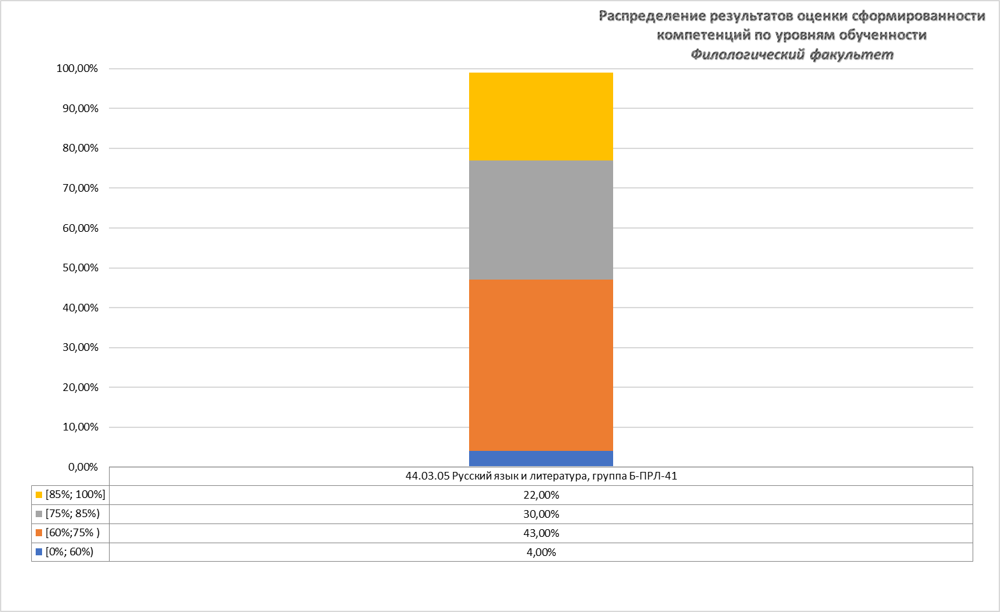 Распределение результатов оценки сформированности
компетенций по уровням обученности
Филологический факультет
100,00%
90,00%
80,00%
70,00%
60,00%
50,00%
40,00%
30,00%
20,00%
10,00%
0,00%
44.03.05 Русский язык и литература, группа Б-ПРЛ-41
[85%; 100%] 22,00%
[75%; 85%) 30,00%
[60%;75% ) 43,00%
[0%; 60%) 4,00%